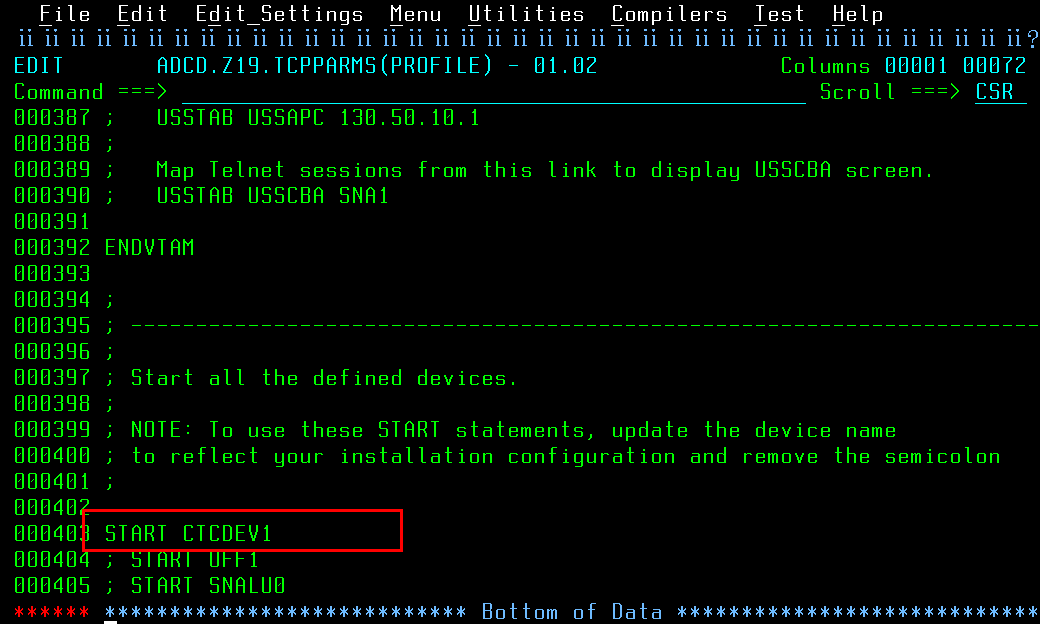 File Edit Edit_Settings Menu Utilities Compilers Test Help
ïï ïï ïï ïï ïï ïï ïï ïï ïï ïï ïï ïï ïï ïï ïï ïï ïï ïï ïï ïï ïï ïï ïï ïï ïï ïï ïï ïï ïï ïï ïï ïï ïï ïï ïï ïï ïï ïï ïï?
EDIT ADCD.Z19.TCPPARMS(PROFILE) - 01.02 Columns 00001 00072
Command ===> Scroll ===> CSR
000387 ; USSTAB USSAPC 130.50.10.1
000388 ;
000389 ; Map Telnet sessions from this link to display USSCBA screen.
000390 ; USSTAB USSCBA SNA1
000391
000392 ENDVTAM
000393
000394 ;
000395 ; ----------------------------------------------------------------------
000396 ;
000397 ; Start all the defined devices.
000398 ;
000399 ; NOTE: To use these START statements, update the device name
000400 ; to reflect your installation configuration and remove the semicolon
000401 ;
000402
000403 START CTCDEV1
000404 ; START OFF1
000405 ; START SNALU0
****** **************************** Bottom of Data ****************************